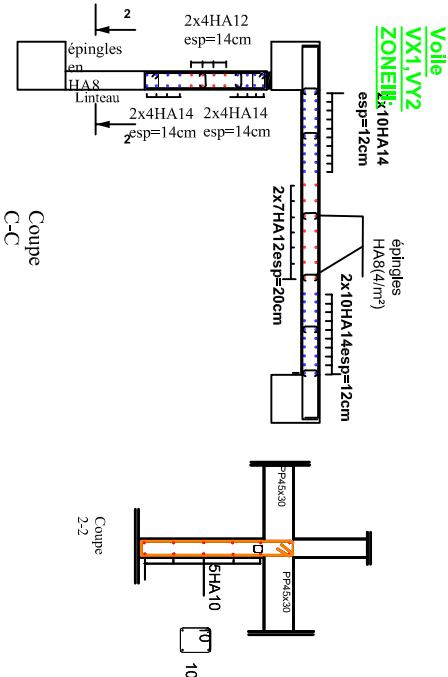 Voile
VX1,VY2
ZONEIII
2
2x4HA12
esp=14cm
épingles
en
HA8
Linteau
2x4HA14
esp=14cm
2x4HA14
esp=14cm
2
2x10HA14
esp=12cm
2x7HA12esp=20cm
épingles
HA8(4/m²)
2x10HA14esp=12cm
Coupe
C-C
PP45x30
Coupe
2-2
5HA10
PP45x30
10
10